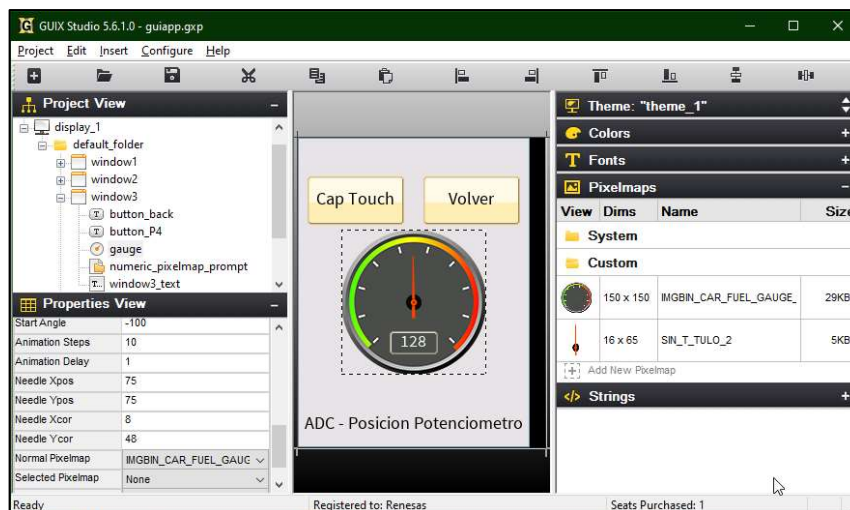 GUIX Studio 5.6.1.0 - guiapp.gxp
Project Edit Insert Configure Help
Project View
display_1
default_folder
window1
window2
window3
button_back
button_P4
gauge
numeric_pixelmap_prompt
window3_text
Properties View
Start Angle -100
Animation Steps 10
Animation Delay 1
Needle Xpos 75
Needle Ypos 75
Needle Xcor 8
Needle Ycor 48
Normal Pixelmap IMGBIN_CAR_FUEL_GAUG
Selected Pixelmap None
Cap Touch Volver
128
ADC - Posicion Potenciometro
Theme: "theme_1"
Colors
Fonts
Pixelmaps
View Dims Name Size
System
Custom
150 x 150 IMGBIN_CAR_FUEL_GAUGE_ 29KB
16 x 65 SIN_T_TULO_2 5KB
Add New Pixelmap
Strings
Ready Registered to: Renesas Seats Purchased: 1